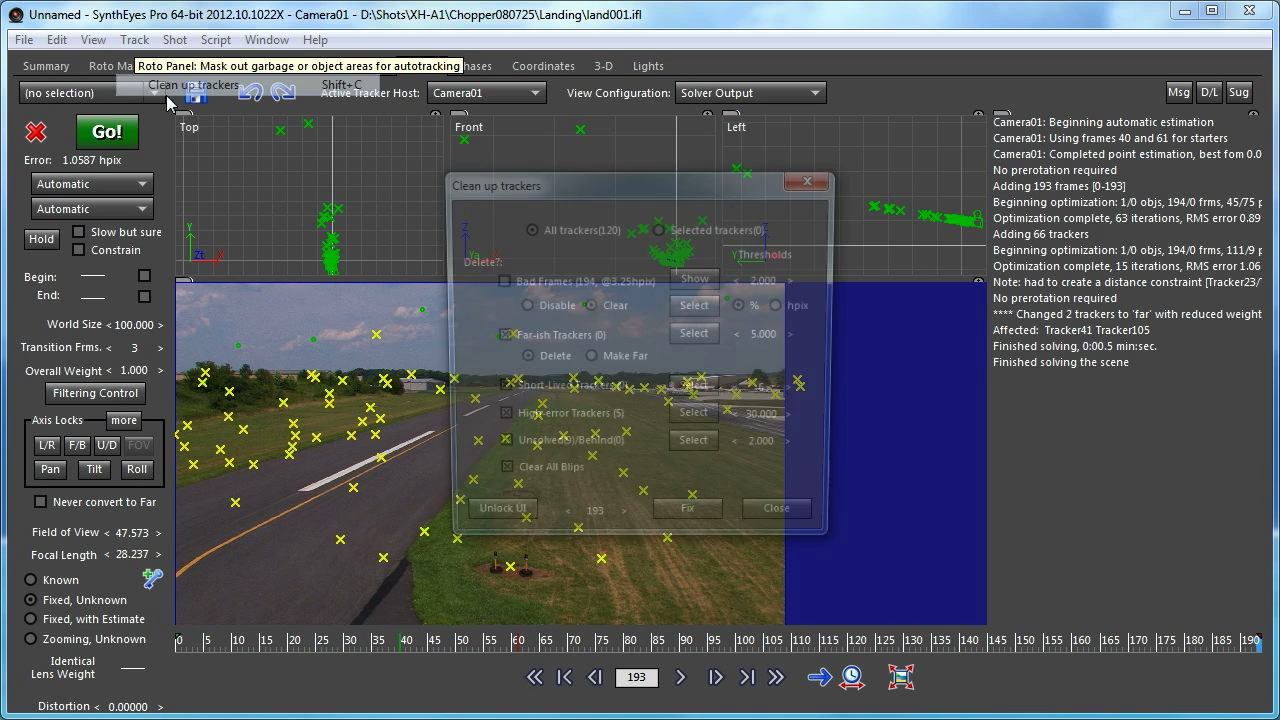 Unnamed - SynthEyes Pro 64-bit 2012.10.1022X - Camera01 - D:\Shots\XH-A1\Chopper080725\Landing\land001.ifl
File Edit View Track Shot Script Window Help
Summary Roto Ma
Roto Panel: Mask out garbage or object areas for autotracking
hases Coordinates 3-D Lights
Clean up trackers Shift+C
(no selection) Active Tracker Host: Camera01 View Configuration: Solver Output Msg D/L Sug
Go!
Error: 1.0587 hpix
Automatic
Automatic
Hold Slow but sure
Constrain
Begin:
End:
World Size < 100.000 >
Transition Frms. < 3 >
Overall Weight < 1.000 >
Filtering Control
Axis Locks more
L/R F/B U/D FOV
Pan Tilt Roll
Never convert to Far
Field of View < 47.573 >
Focal Length < 28.237 >
Known
Fixed, Unknown
Fixed, with Estimate
Zooming, Unknown
Identical
Lens Weight
Distortion < 0.00000 >
Top Front Left
Y Zt X
Z
Clean up trackers
All trackers(120) Selected trackers(0)
Delete?: Thresholds
Bad Frames (194, @3.25hpix) Show < 2.000 >
Disable Clear Select % hpix
Far-ish Trackers (0) Select < 5.000 >
Delete Make Far
Short-Lived Trackers Select
High-error Trackers (5) Select < 30.000 >
Unsolved(9)/Behind(0) Select < 2.000 >
Clear All Blips
Unlock UI < 193 > Fix Close
Camera01: Beginning automatic estimation
Camera01: Using frames 40 and 61 for starters
Camera01: Completed point estimation, best fom 0.0
No prerotation required
Adding 193 frames [0-193]
Beginning optimization: 1/0 objs, 194/0 frms, 45/75 p
Optimization complete, 63 iterations, RMS error 0.89
Adding 66 trackers
Beginning optimization: 1/0 objs, 194/0 frms, 111/9 p
Optimization complete, 15 iterations, RMS error 1.06
Note: had to create a distance constraint [Tracker23/
No prerotation required
**** Changed 2 trackers to 'far' with reduced weight
Affected: Tracker41 Tracker105
Finished solving, 0:00.5 min:sec.
Finished solving the scene
0 5 10 15 20 25 30 35 40 45 50 55 60 65 70 75 80 85 90 95 100 105 110 115 120 125 130 135 140 145 150 155 160 165 170 175 180 185 190
193